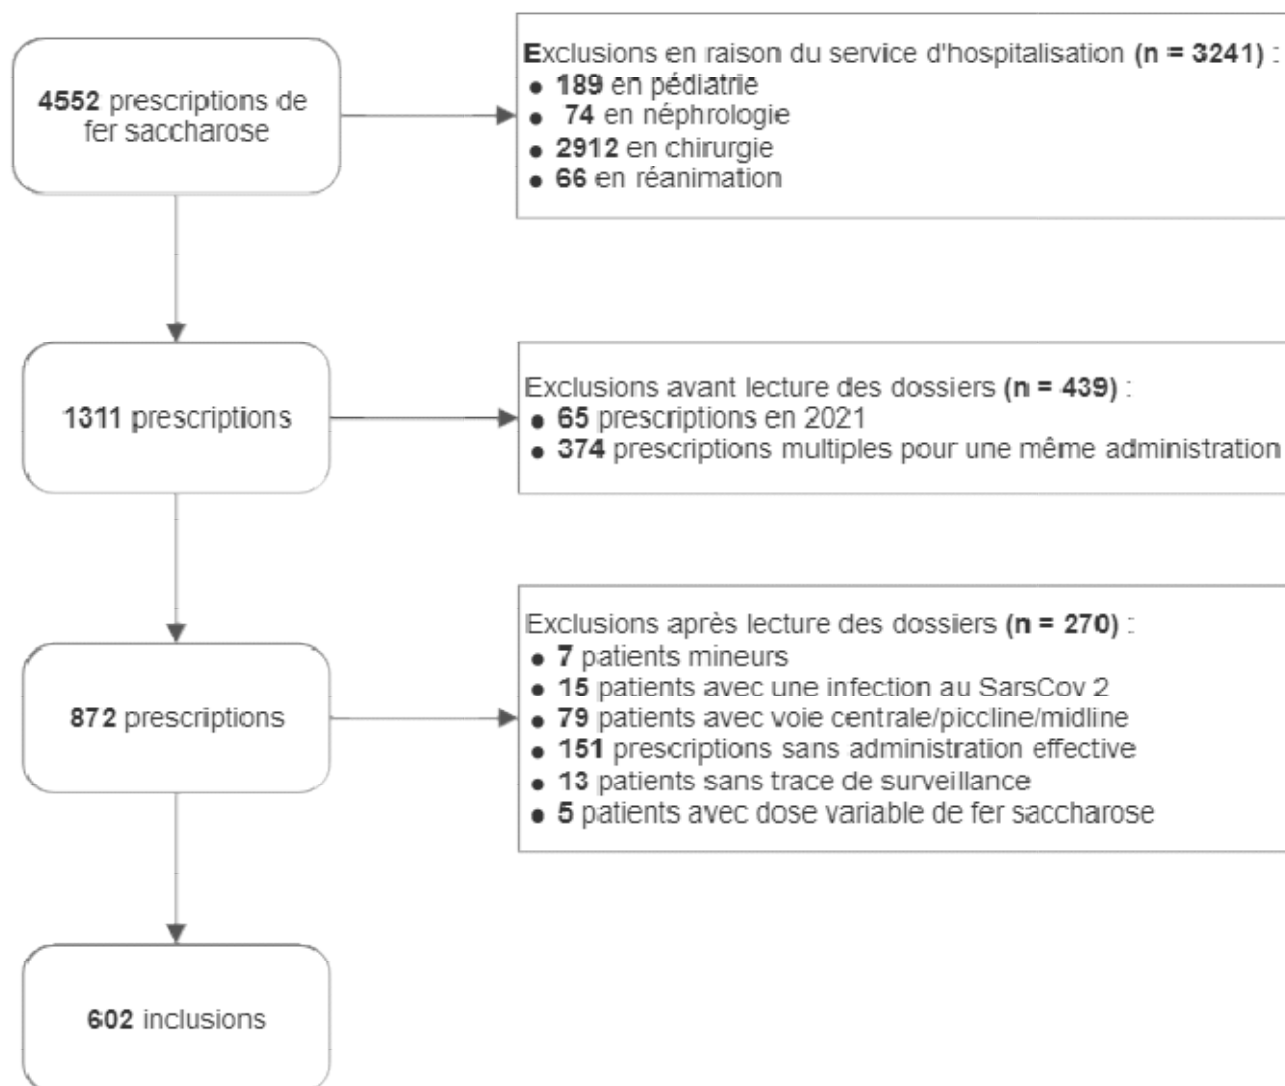 4552 prescriptions de
fer saccharose
Exclusions en raison du service d'hospitalisation (n = 3241) :
● 189 en pédiatrie
● 74 en néphrologie
● 2912 en chirurgie
● 66 en réanimation
1311 prescriptions
Exclusions avant lecture des dossiers (n = 439) :
● 65 prescriptions en 2021
● 374 prescriptions multiples pour une même administration
872 prescriptions
Exclusions après lecture des dossiers (n = 270) :
● 7 patients mineurs
● 15 patients avec une infection au SarsCov 2
● 79 patients avec voie centrale/piccline/midline
● 151 prescriptions sans administration effective
● 13 patients sans trace de surveillance
● 5 patients avec dose variable de fer saccharose
602 inclusions